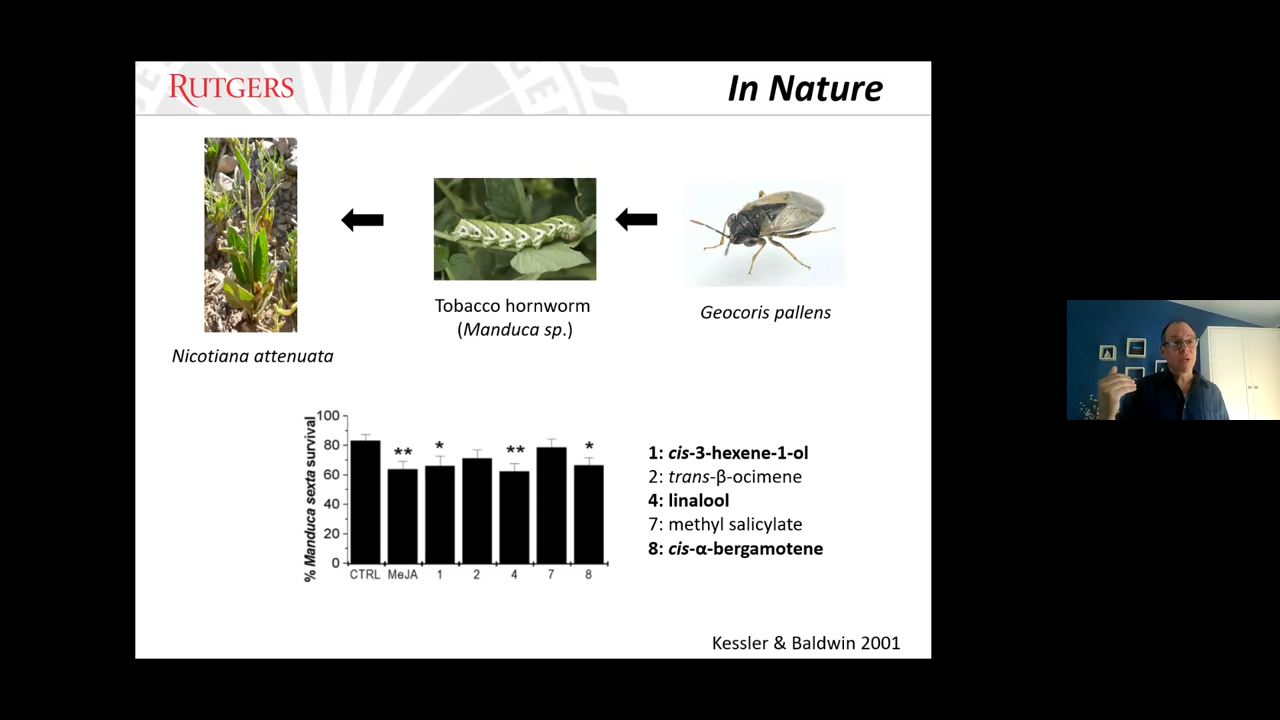 RUTGERS
In Nature
Nicotiana attenuata
Tobacco hornworm
(Manduca sp.)
Geocoris pallens
% Manduca sexta survival
100
80
60
40
20
0
**
*
**
*
CTRL MeJA 1 2 4 7 8
1: cis-3-hexene-1-ol
2: trans-β-ocimene
4: linalool
7: methyl salicylate
8: cis-α-bergamotene
Kessler & Baldwin 2001